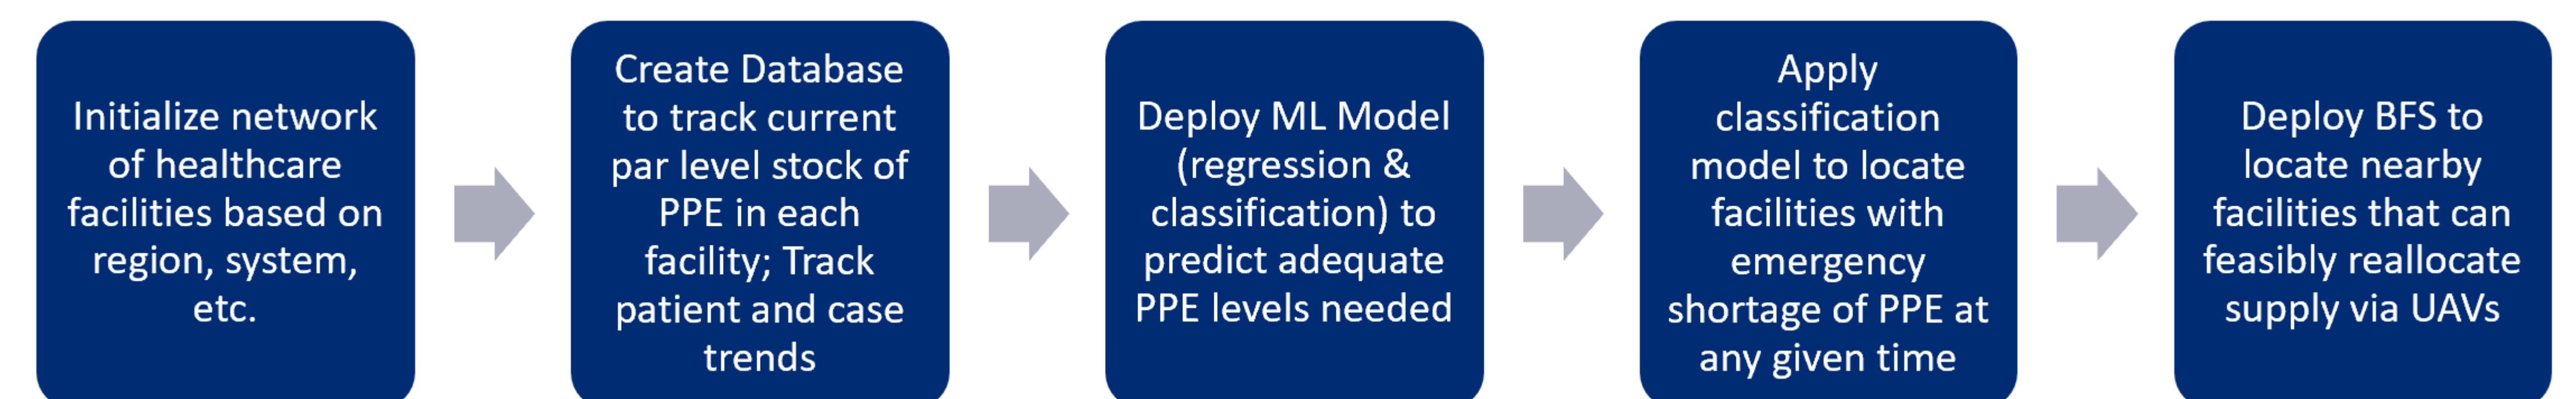 Initialize network
of healthcare
facilities based on
region, system,
etc.
Create Database
to track current
par level stock of
PPE in each
facility; Track
patient and case
trends
Deploy ML Model
(regression &
classification) to
predict adequate
PPE levels needed
Apply
classification
model to locate
facilities with
emergency
shortage of PPE at
any given time
Deploy BFS to
locate nearby
facilities that can
feasibly reallocate
supply via UAVs